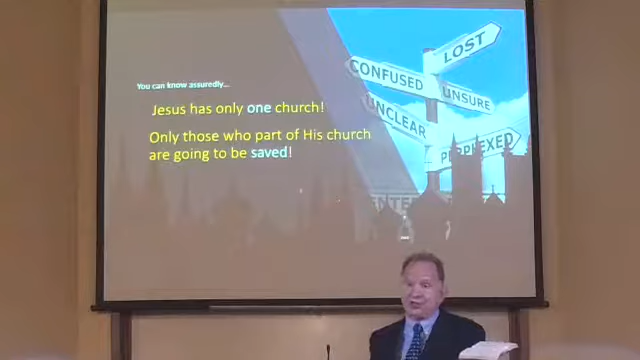 You can know assuredly...
Jesus has only one church!
Only those who part of His church
are going to be saved!
LOST
CONFUSED
UNSURE
UNCLEAR
PERPLEXED